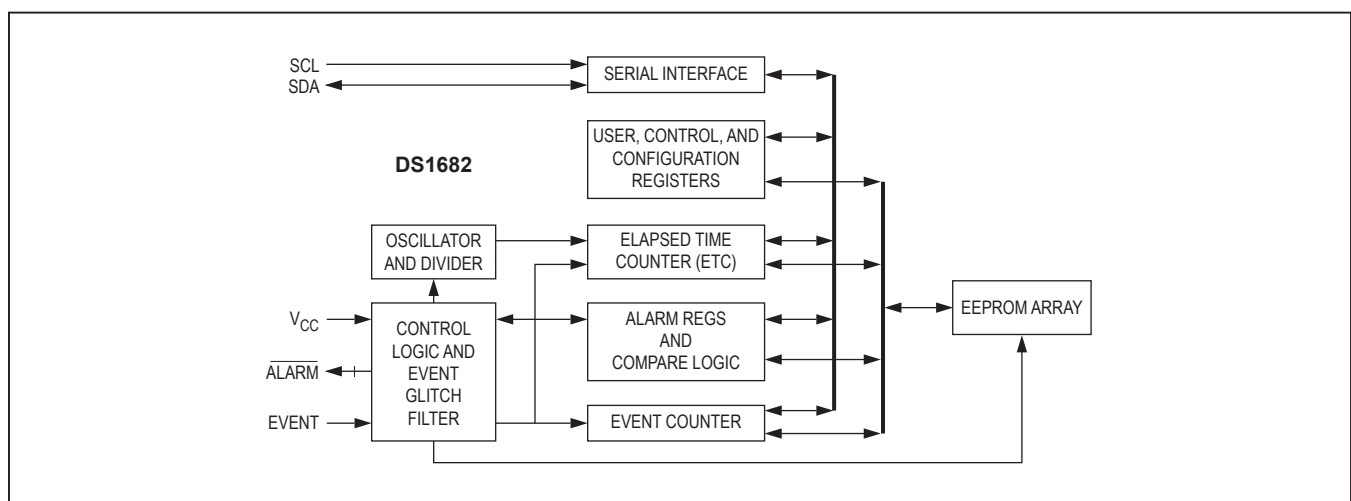 SCL
SDA
SERIAL INTERFACE
DS1682
USER, CONTROL, AND
CONFIGURATION
REGISTERS
OSCILLATOR
AND DIVIDER
ELAPSED TIME
COUNTER (ETC)
VCC
ALARM
EVENT
CONTROL
LOGIC AND
EVENT
GLITCH
FILTER
ALARM REGS
AND
COMPARE LOGIC
EVENT COUNTER
EEPROM ARRAY